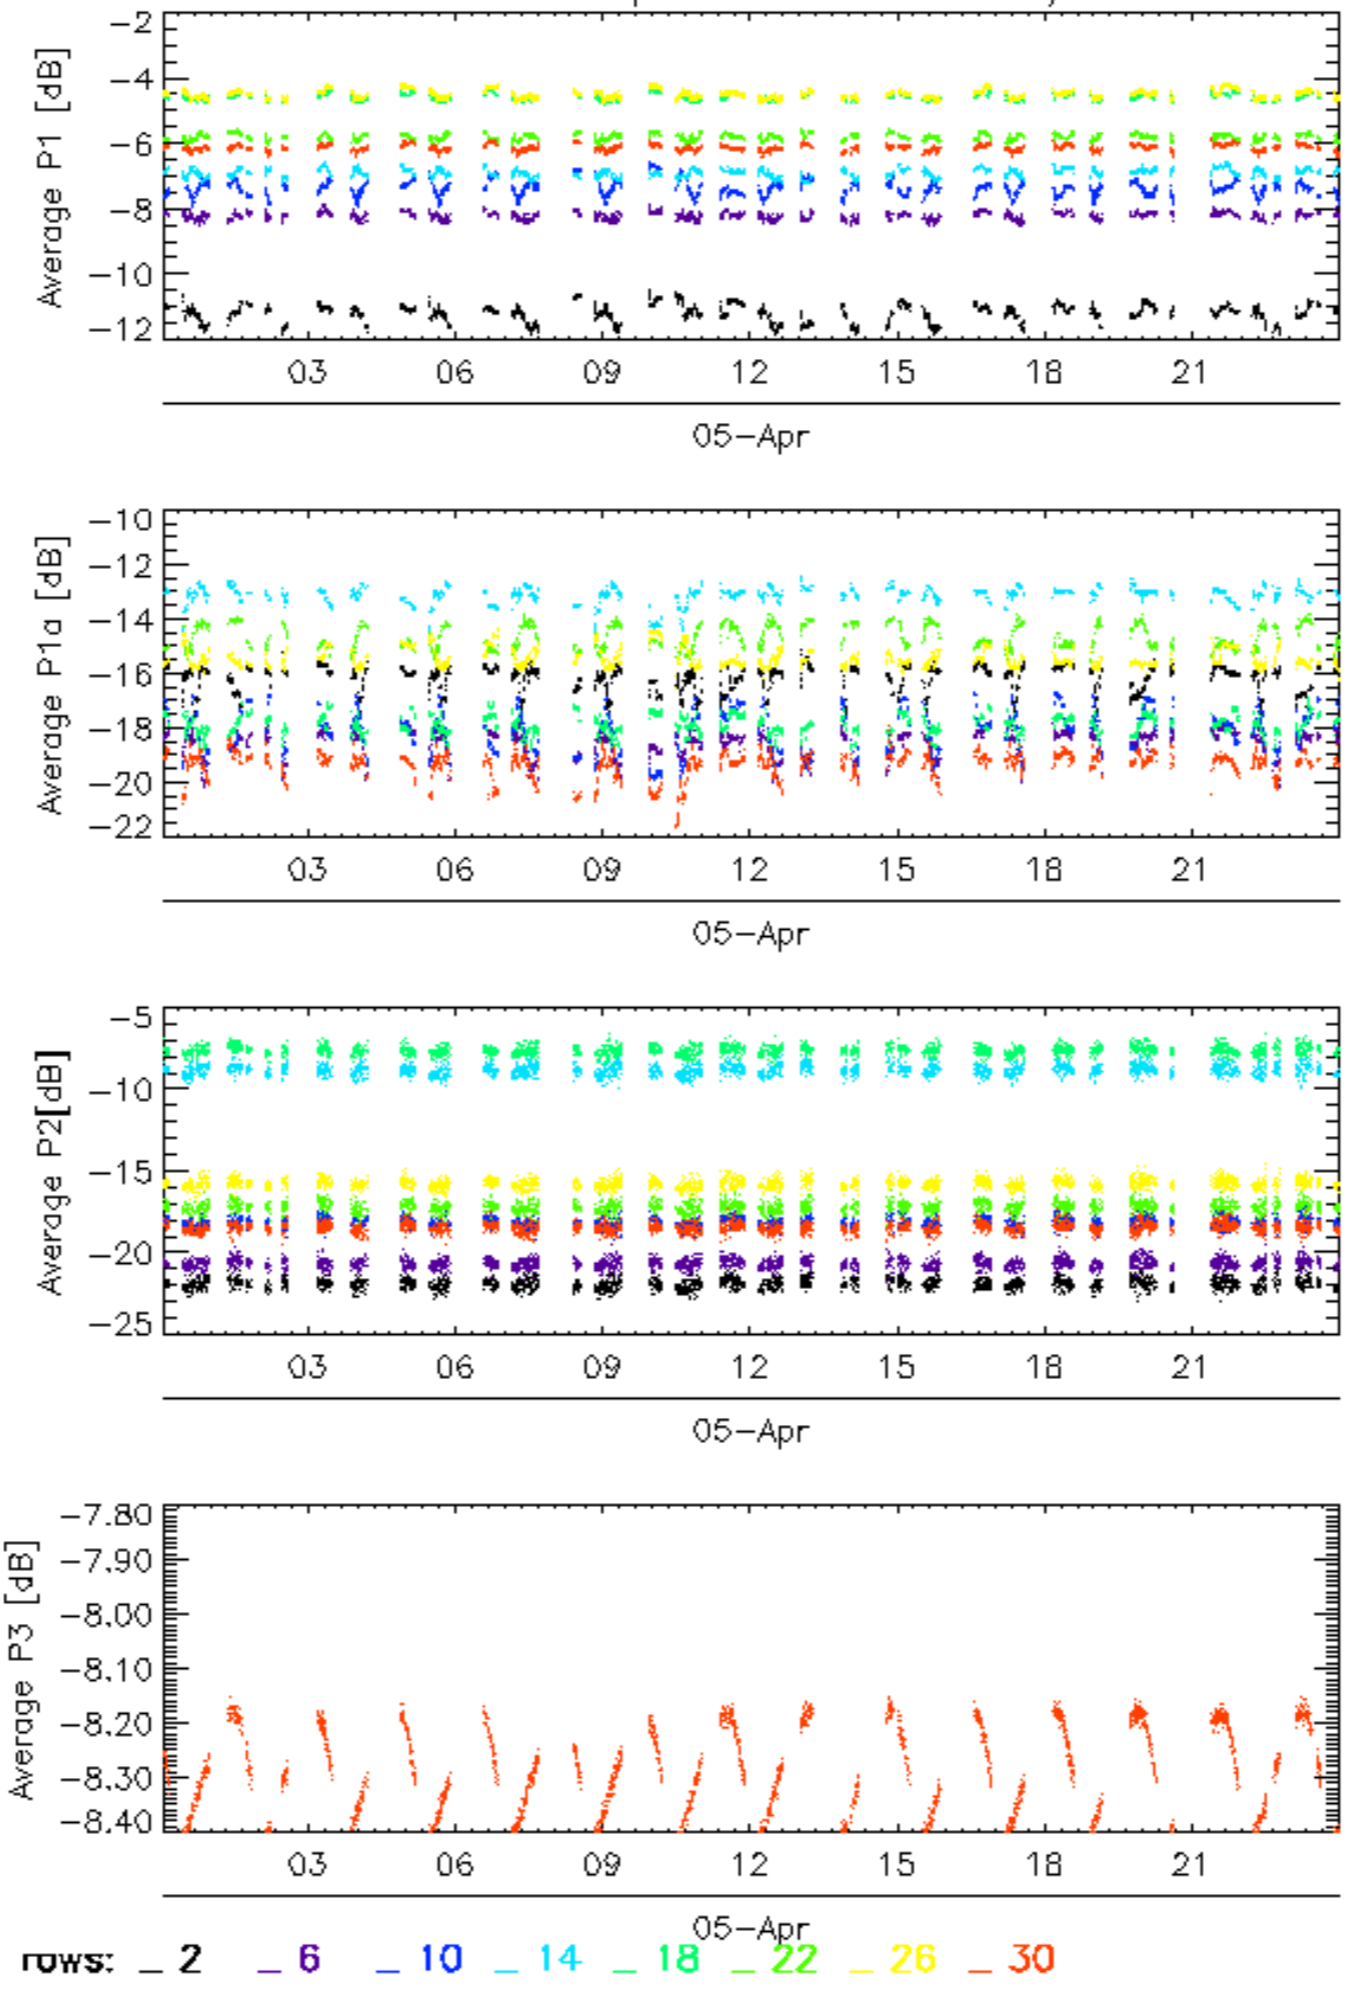 Average P1 [dB]
-2
-4
-6
-8
-10
-12
03 06 09 12 15 18 21
05-Apr
Average P1a [dB]
-10
-12
-14
-16
-18
-20
-22
03 06 09 12 15 18 21
05-Apr
Average P2[dB]
-5
-10
-15
-20
-25
03 06 09 12 15 18 21
05-Apr
Average P3 [dB]
-7.80
-7.90
-8.00
-8.10
-8.20
-8.30
-8.40
03 06 09 12 15 18 21
05-Apr
rows: _ 2 _ 6 _ 10 _ 14 _ 18 _ 22 _ 26 _ 30